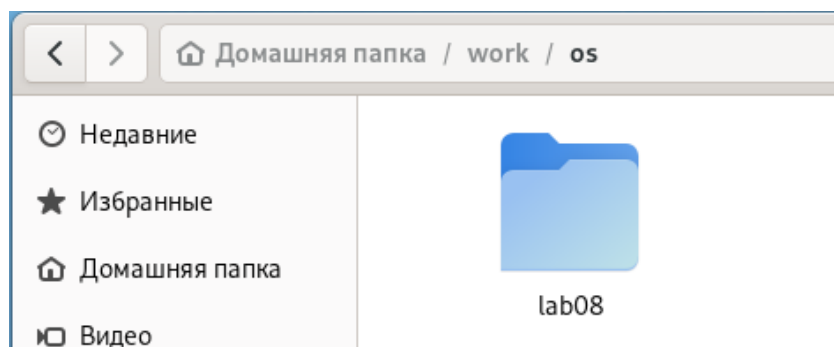 Домашняя папка / work / os
Недавние
Избранные
Домашняя папка
Видео
lab08